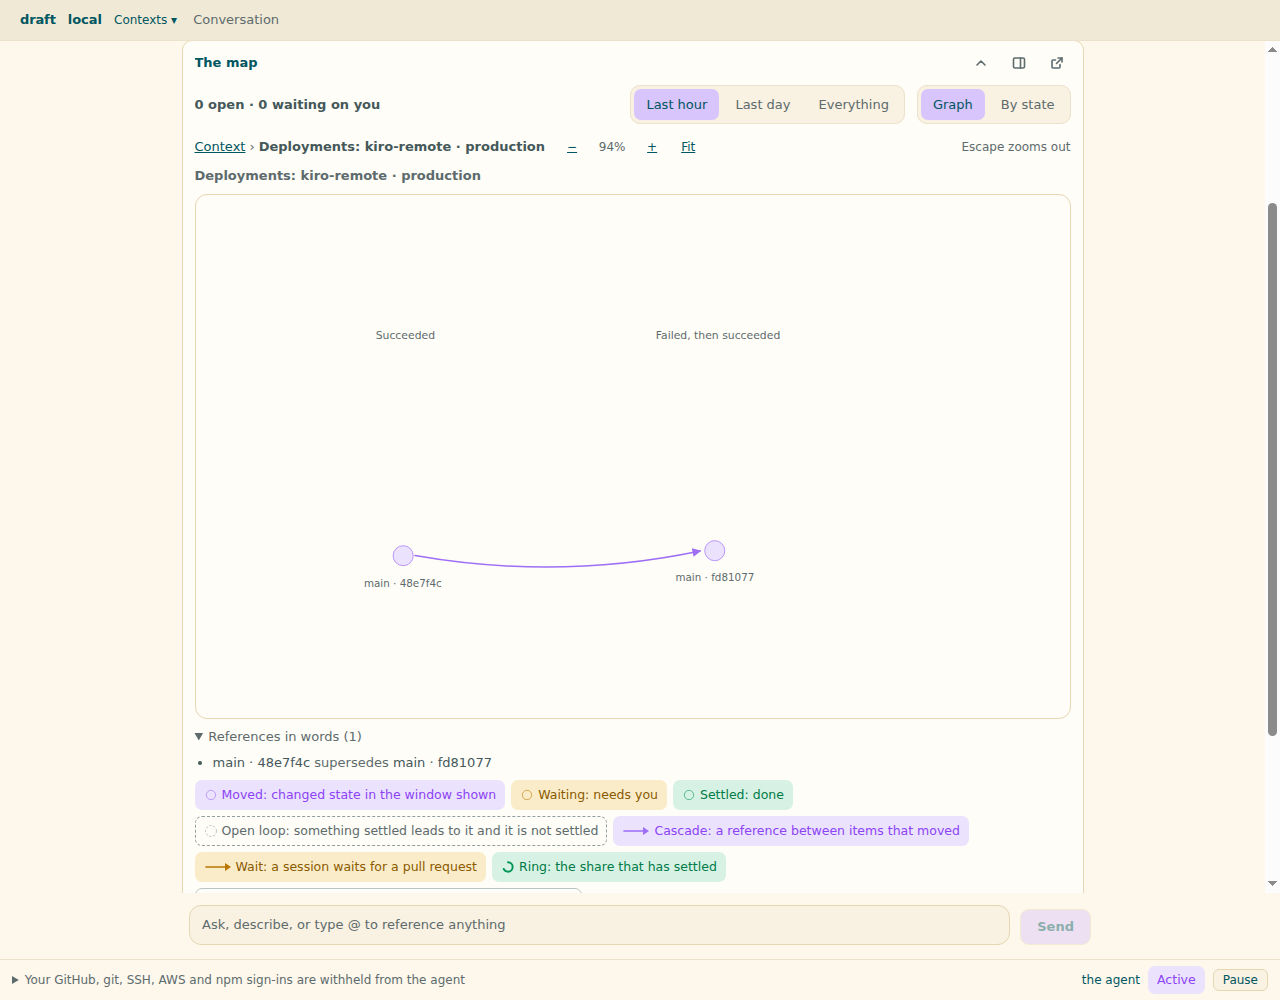 draft local Contexts ▾ Conversation
The map
0 open · 0 waiting on you
Last hour Last day Everything Graph By state
Context › Deployments: kiro-remote · production − 94% + Fit Escape zooms out
Deployments: kiro-remote · production
Succeeded Failed, then succeeded
main · 48e7f4c main · fd81077
▼ References in words (1)
• main · 48e7f4c supersedes main · fd81077
Moved: changed state in the window shown Waiting: needs you Settled: done
Open loop: something settled leads to it and it is not settled Cascade: a reference between items that moved
Wait: a session waits for a pull request Ring: the share that has settled
Ask, describe, or type @ to reference anything Send
▶ Your GitHub, git, SSH, AWS and npm sign-ins are withheld from the agent the agent Active Pause